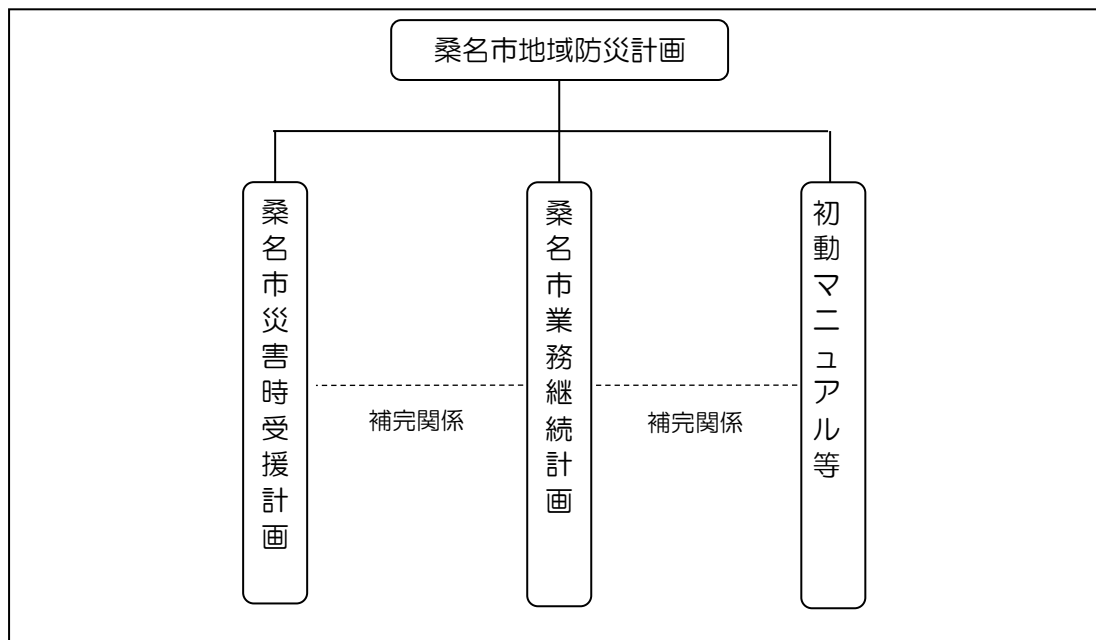 桑名市地域防災計画
桑名市災害時受援計画
補完関係
桑名市業務継続計画
補完関係
初動マニュアル等